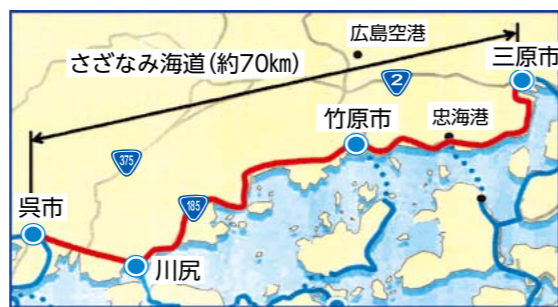 広島空港
さざなみ海道(約70km)
2
三原市
竹原市
忠海港
375
185
呉市
川尻